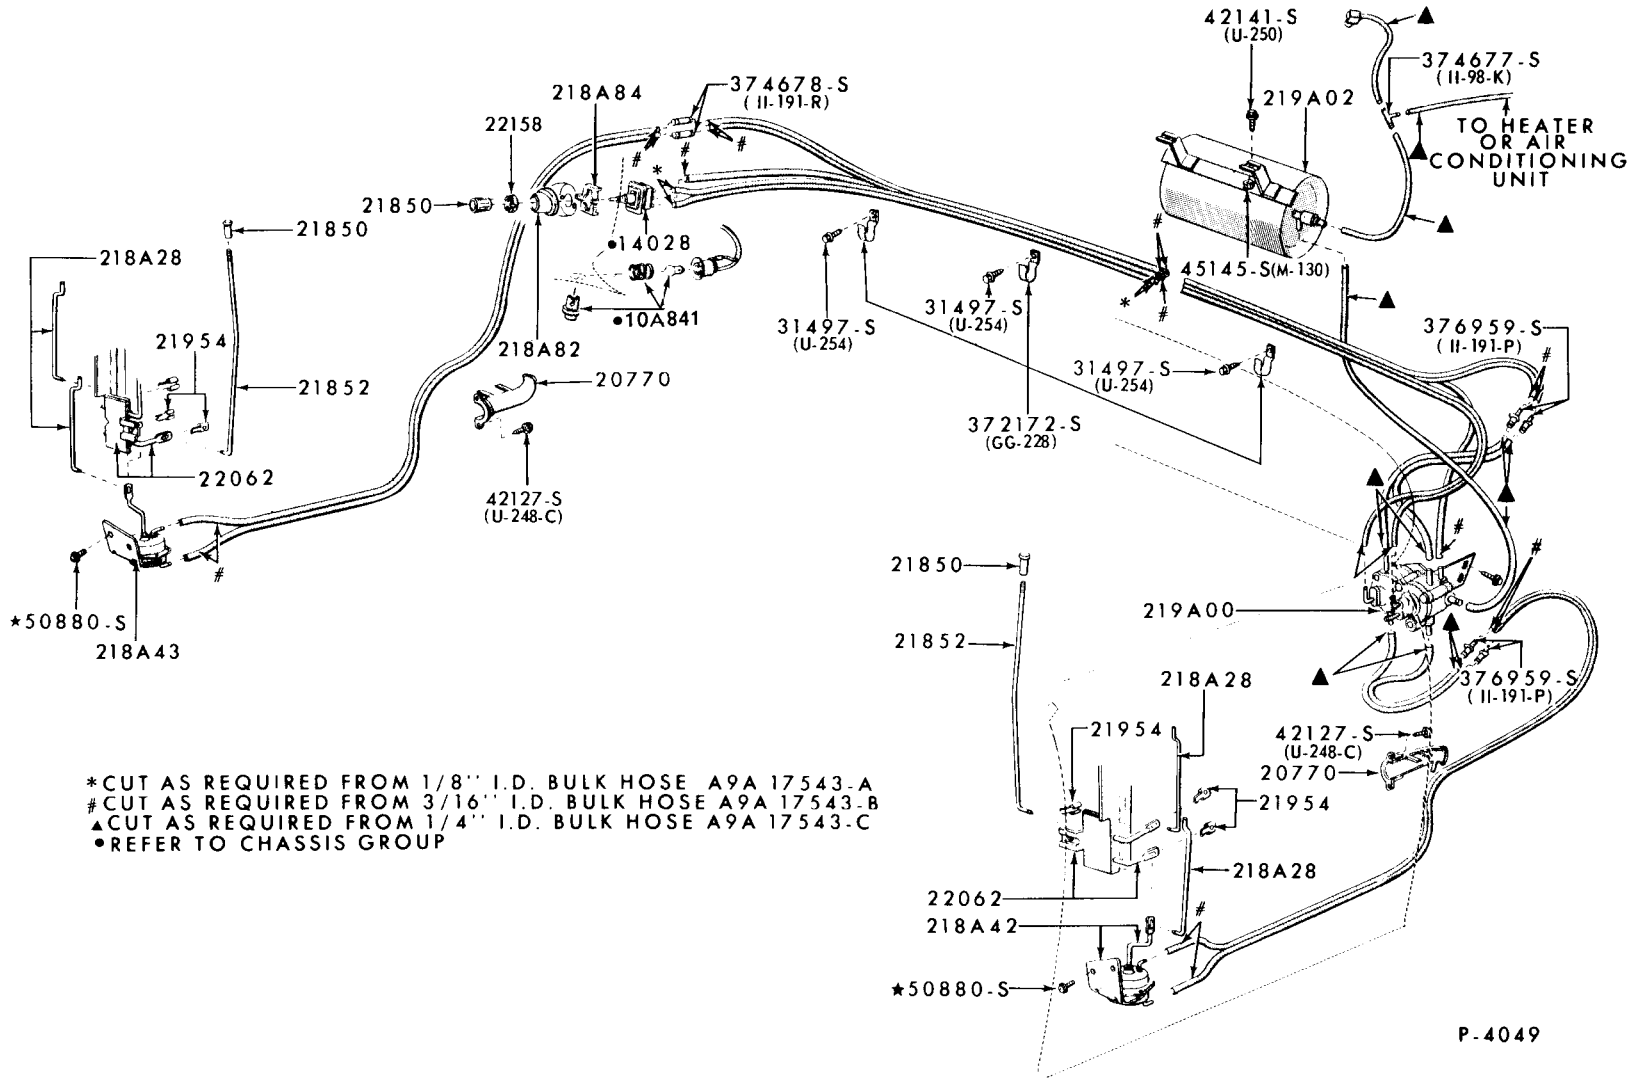 42141-S
(U-250)
▲
374677-S
(II-98-K)
374678-S
(II-191-R)
218A84
219A02
22158
TO HEATER
OR AIR
CONDITIONING
UNIT
▲
#
#
#
*
21850
21850
●14028
#
▲
218A28
45145-S(M-130)
*
#
▲
31497-S
(U-254)
31497-S
(U-254)
●10A841
218A82
376959-S
(II-191-P)
#
21954
31497-S
(U-254)
20770
21852
372172-S
(GG-228)
22062
42127-S
(U-248-C)
▲
▲
#
#
#
21850
★50880-S
219A00
218A43
21852
▲
▲
376959-S
(II-191-P)
218A28
21954
42127-S
(U-248-C)
20770
21954
*CUT AS REQUIRED FROM 1/8'' I.D. BULK HOSE A9A 17543-A
#CUT AS REQUIRED FROM 3/16'' I.D. BULK HOSE A9A 17543-B
▲CUT AS REQUIRED FROM 1/4'' I.D. BULK HOSE A9A 17543-C
●REFER TO CHASSIS GROUP
218A28
22062
#
218A42
★50880-S
P-4049